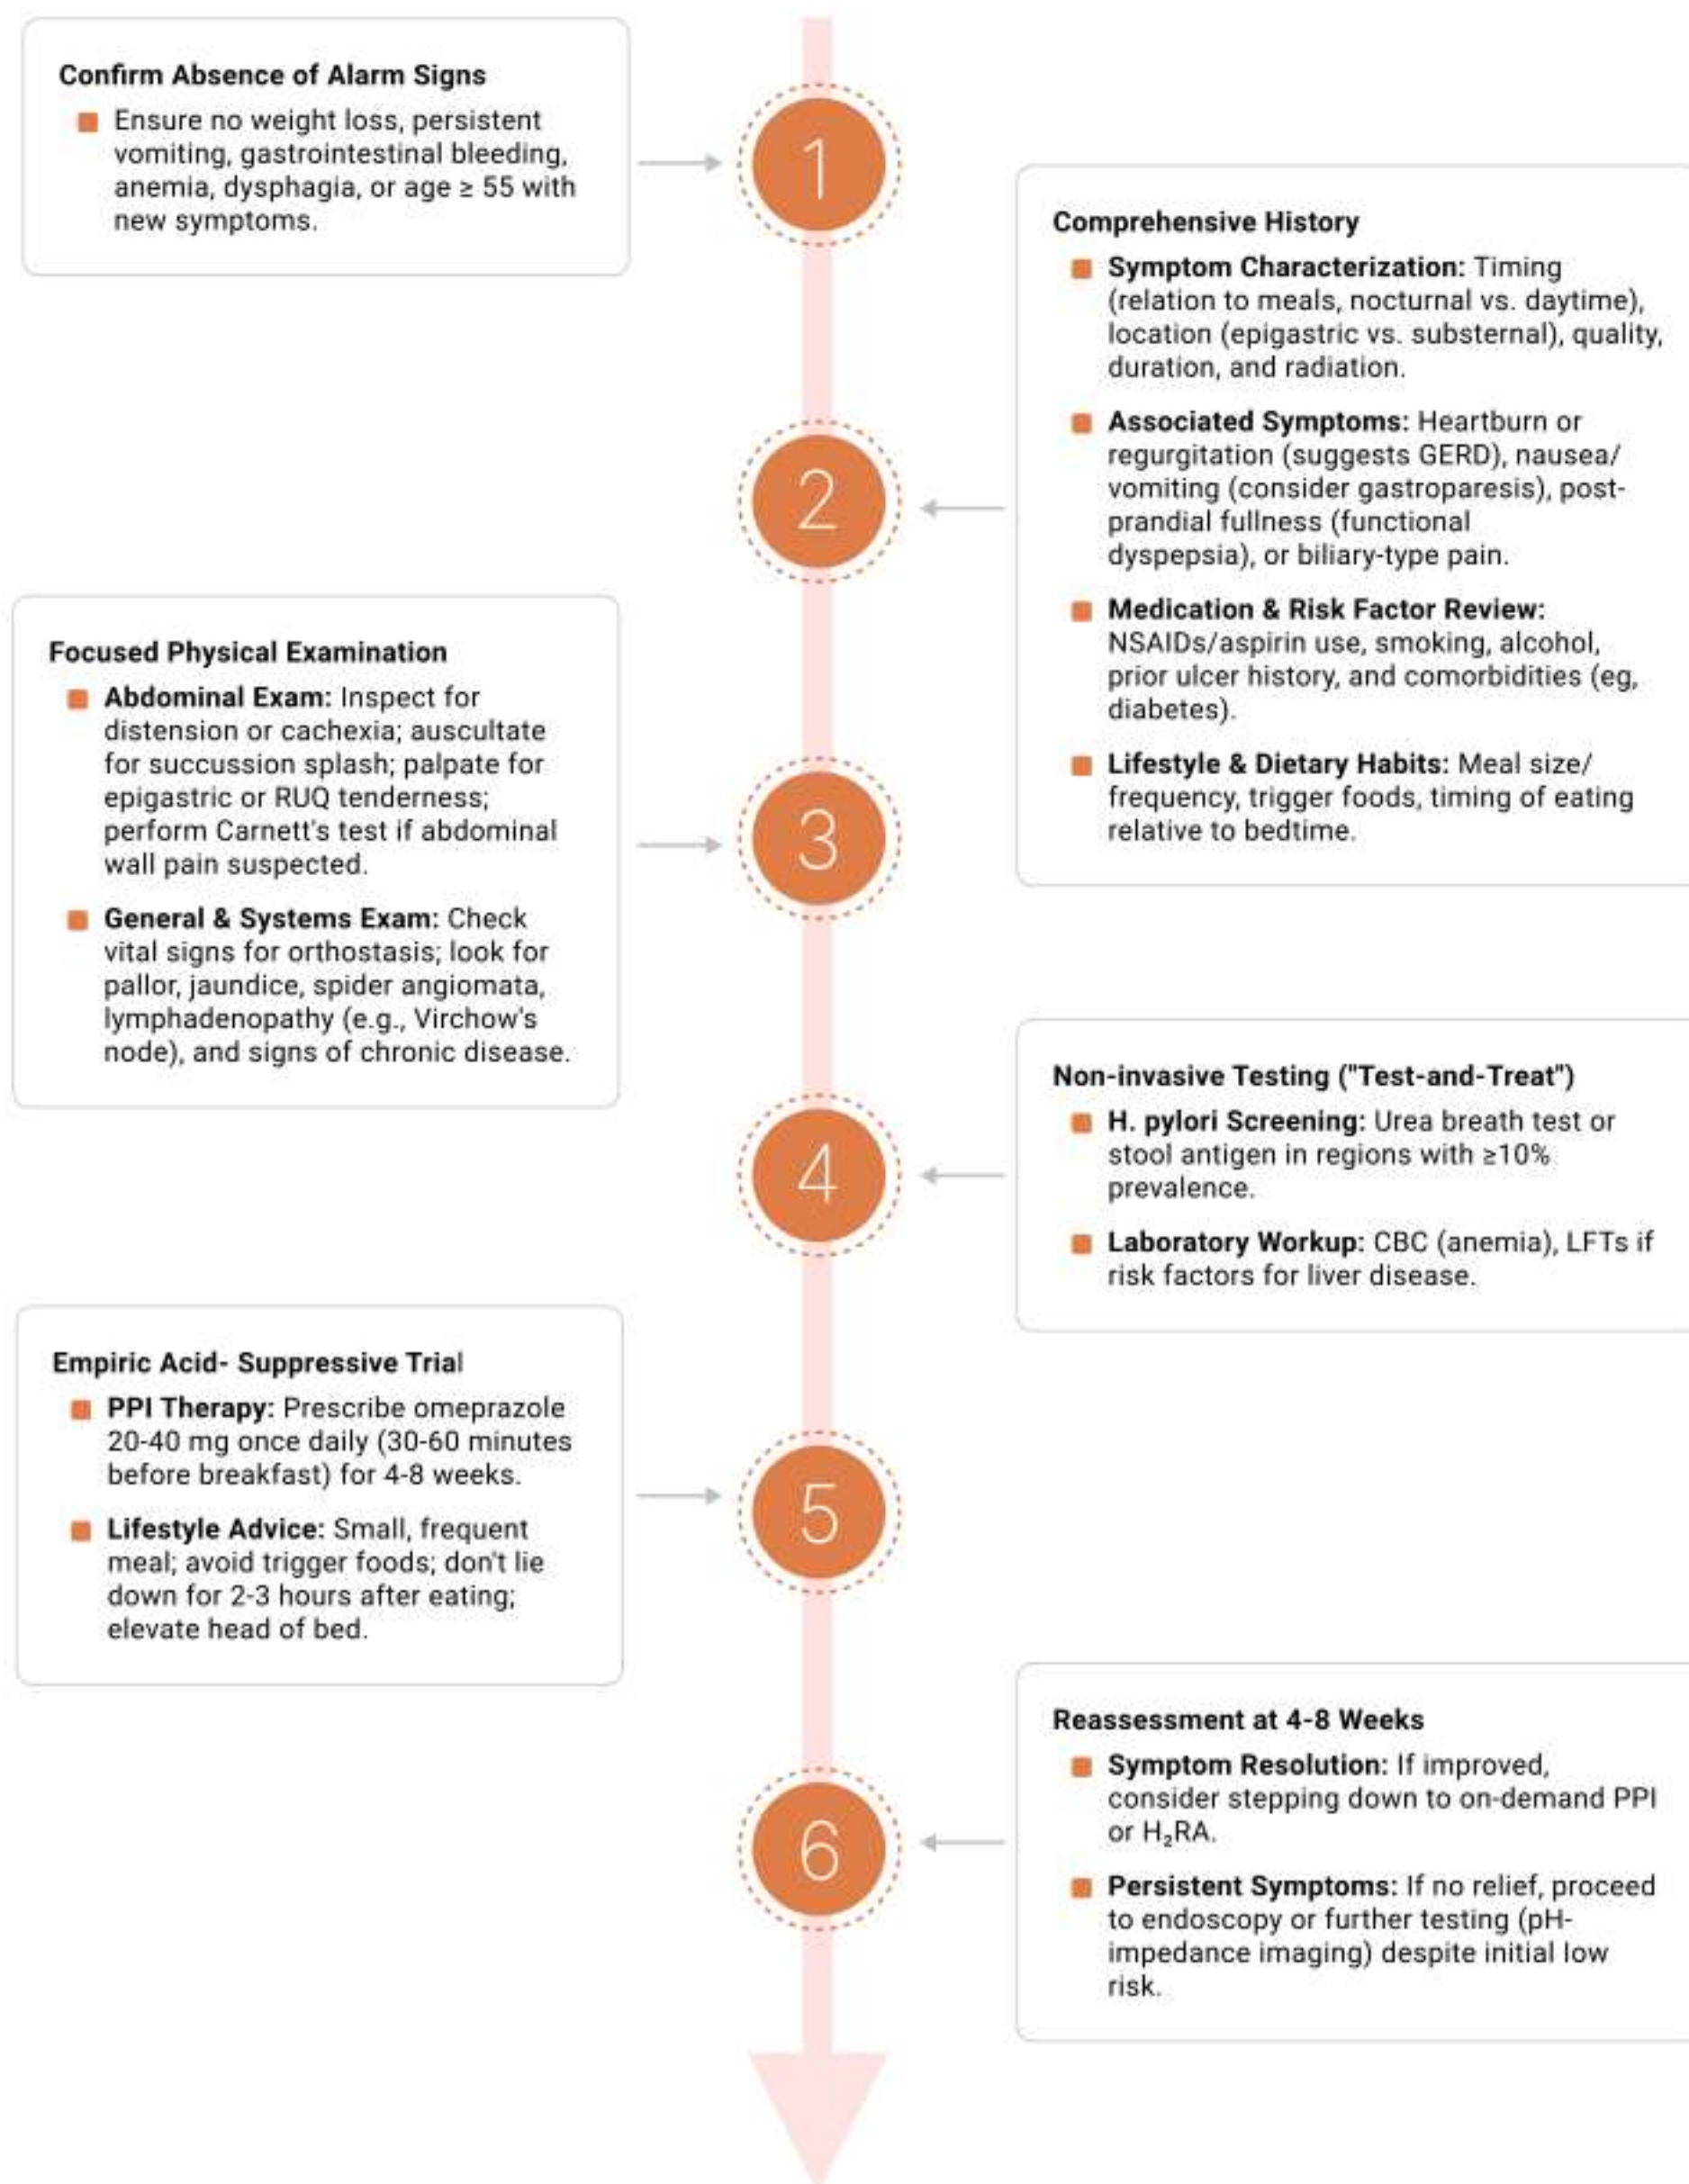 Confirm Absence of Alarm Signs
Ensure no weight loss, persistent
vomiting, gastrointestinal bleeding,
anemia, dysphagia, or age ≥ 55 with
new symptoms.
1
Comprehensive History
Symptom Characterization: Timing
(relation to meals, nocturnal vs. daytime),
location (epigastric vs. substernal), quality,
duration, and radiation.
Associated Symptoms: Heartburn or
regurgitation (suggests GERD), nausea/
vomiting (consider gastroparesis), post-
prandial fullness (functional
dyspepsia), or biliary-type pain.
Medication & Risk Factor Review:
NSAIDs/aspirin use, smoking, alcohol,
prior ulcer history, and comorbidities (eg,
diabetes).
Lifestyle & Dietary Habits: Meal size/
frequency, trigger foods, timing of eating
relative to bedtime.
2
Focused Physical Examination
Abdominal Exam: Inspect for
distension or cachexia; auscultate
for succussion splash; palpate for
epigastric or RUQ tenderness;
perform Carnett's test if abdominal
wall pain suspected.
General & Systems Exam: Check
vital signs for orthostasis; look for
pallor, jaundice, spider angiomata,
lymphadenopathy (e.g., Virchow's
node), and signs of chronic disease.
3
Non-invasive Testing ("Test-and-Treat")
H. pylori Screening: Urea breath test or
stool antigen in regions with ≥10%
prevalence.
Laboratory Workup: CBC (anemia), LFTs if
risk factors for liver disease.
4
Empiric Acid- Suppressive Trial
PPI Therapy: Prescribe omeprazole
20-40 mg once daily (30-60 minutes
before breakfast) for 4-8 weeks.
Lifestyle Advice: Small, frequent
meal; avoid trigger foods; don't lie
down for 2-3 hours after eating;
elevate head of bed.
5
Reassessment at 4-8 Weeks
Symptom Resolution: If improved,
consider stepping down to on-demand PPI
or H₂RA.
Persistent Symptoms: If no relief, proceed
to endoscopy or further testing (pH-
impedance imaging) despite initial low
risk.
6